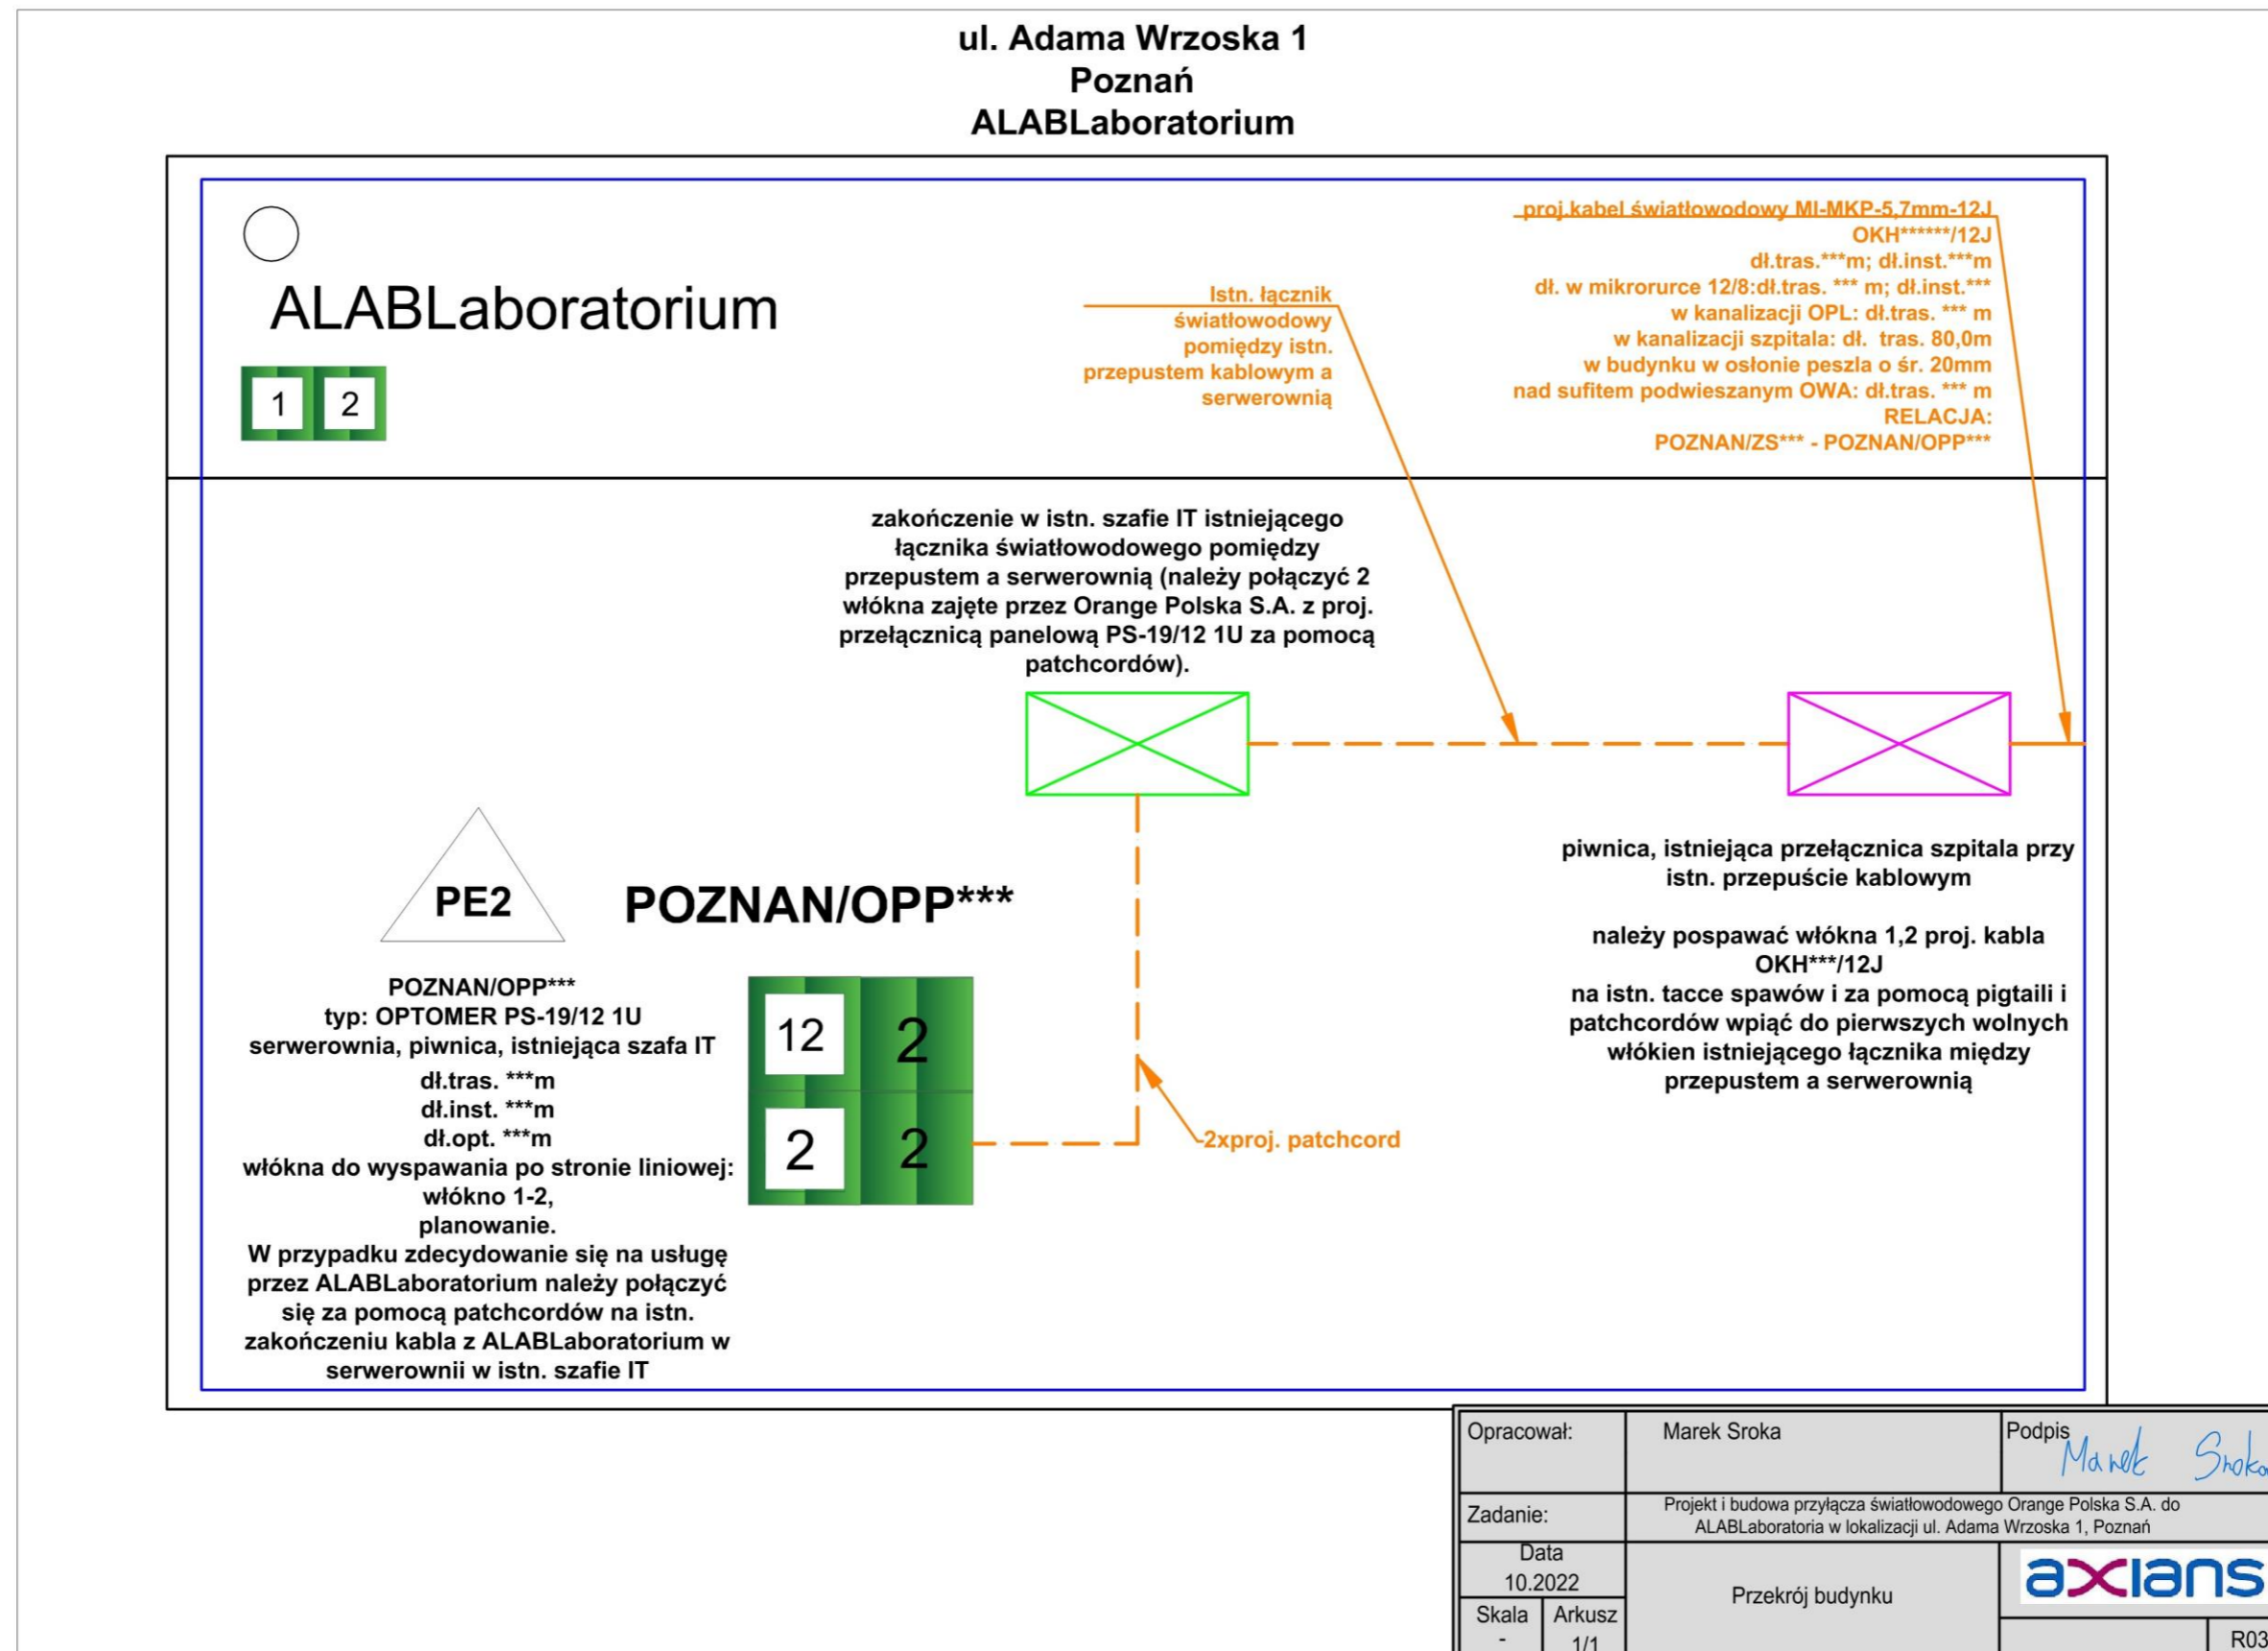 ul. Adama Wrzoska 1
Poznań
ALABLaboratorium
ALABLaboratorium
1 2
Istn. łącznik
światłowodowy
pomiędzy istn.
przepustem kablowym a
serwerownią
proj.kabel światłowodowy MI-MKP-5,7mm-12J
OKH******/12J
dł.tras.***m; dł.inst.***m
dł. w mikrorurce 12/8:dł.tras. *** m; dł.inst.***
w kanalizacji OPL: dł.tras. *** m
w kanalizacji szpitala: dł. tras. 80,0m
w budynku w osłonie peszla o śr. 20mm
nad sufitem podwieszanym OWA: dł.tras. *** m
RELACJA:
POZNAN/ZS*** - POZNAN/OPP***
zakończenie w istn. szafie IT istniejącego
łącznika światłowodowego pomiędzy
przepustem a serwerownią (należy połączyć 2
włókna zajęte przez Orange Polska S.A. z proj.
przełącznicą panelową PS-19/12 1U za pomocą
patchcordów).
piwnica, istniejąca przełącznica szpitala przy
istn. przepuście kablowym
należy pospawać włókna 1,2 proj. kabla
OKH***/12J
na istn. tacce spawów i za pomocą pigtaili i
patchcordów wpiąć do pierwszych wolnych
włókien istniejącego łącznika między
przepustem a serwerownią
PE2
POZNAN/OPP***
POZNAN/OPP***
typ: OPTOMER PS-19/12 1U
serwerownia, piwnica, istniejąca szafa IT
dł.tras. ***m
dł.inst. ***m
dł.opt. ***m
włókna do wyspawania po stronie liniowej:
włókno 1-2,
planowanie.
W przypadku zdecydowanie się na usługę
przez ALABLaboratorium należy połączyć
się za pomocą patchcordów na istn.
zakończeniu kabla z ALABLaboratorium w
serwerownii w istn. szafie IT
12 2
2 2
2xproj. patchcord
Opracował: Marek Sroka Podpis
Marek Sroka
Zadanie: Projekt i budowa przyłącza światłowodowego Orange Polska S.A. do
ALABLaboratoria w lokalizacji ul. Adama Wrzoska 1, Poznań
Data
10.2022
Przekrój budynku
axians
Skala Arkusz
- 1/1
R03